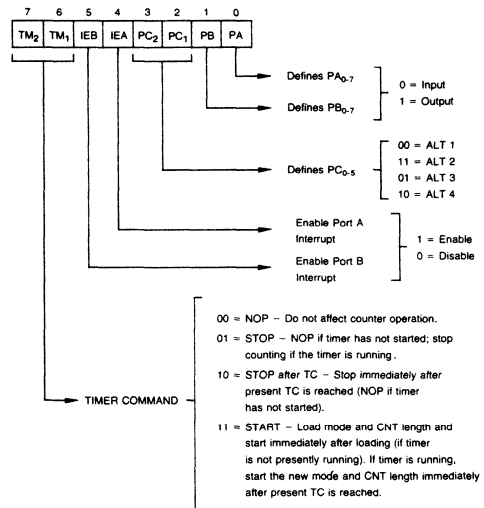 7 6 5 4 3 2 1 0
TM2 TM1 IEB IEA PC2 PC1 PB PA
Defines PA0-7
Defines PB0-7
0 = Input
1 = Output
Defines PC0-5
00 = ALT 1
11 = ALT 2
01 = ALT 3
10 = ALT 4
Enable Port A
Interrupt
Enable Port B
Interrupt
1 = Enable
0 = Disable
TIMER COMMAND
00 = NOP – Do not affect counter operation.
01 = STOP – NOP if timer has not started; stop
counting if the timer is running.
10 = STOP after TC – Stop immediately after
present TC is reached (NOP if timer
has not started).
11 = START – Load mode and CNT length and
start immediately after loading (if timer
is not presently running). If timer is running,
start the new mode and CNT length immediately
after present TC is reached.